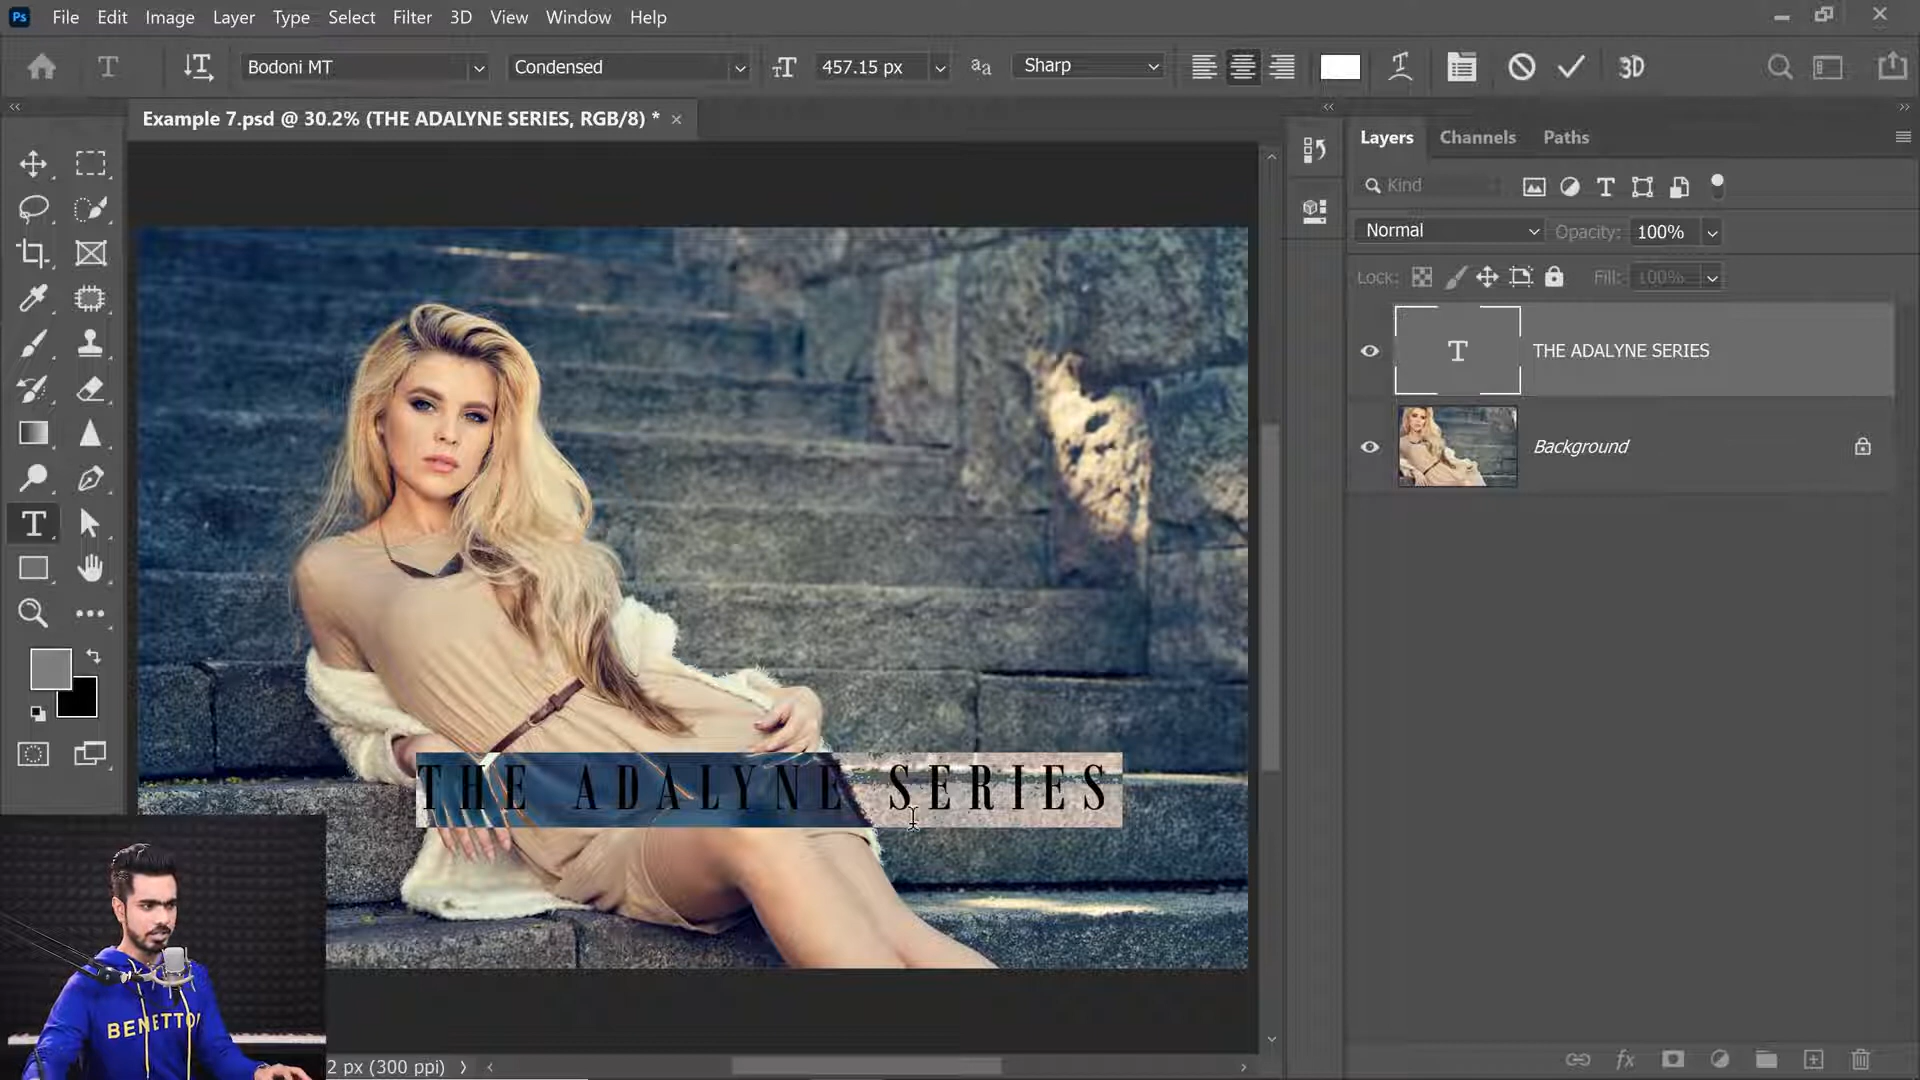 Ps File Edit Image Layer Type Select Filter 3D View Window Help
T Bodoni MT Condensed 457.15 px Sharp 3D
Example 7.psd @ 30.2% (THE ADALYNE SERIES, RGB/8) * ×
Layers Channels Paths
Kind
Normal Opacity: 100%
Lock: Fill: 100%
T THE ADALYNE SERIES
Background
THE ADALYNE SERIES
BENETTO
2 px (300 ppi)
fx